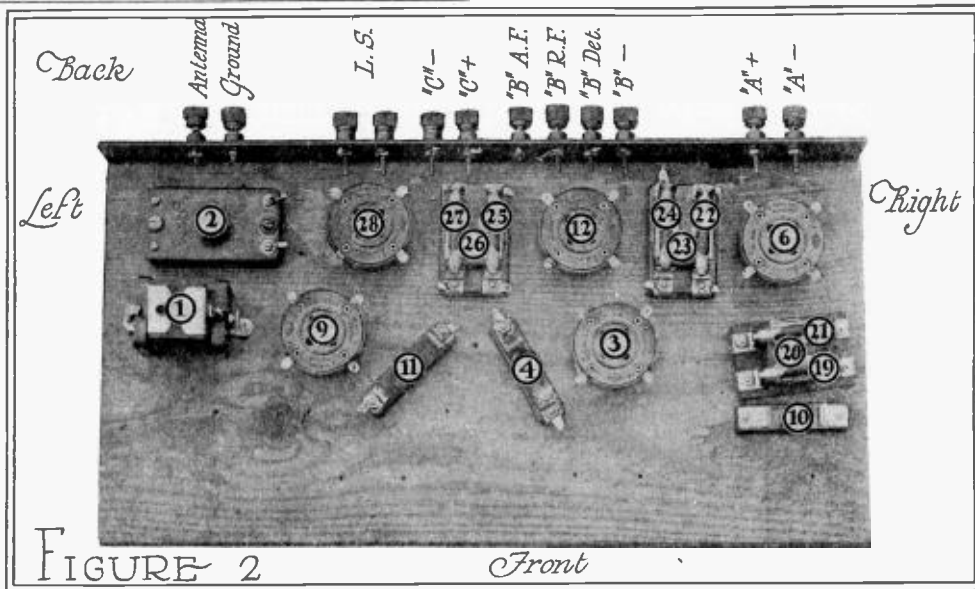 Back
Antenna
Ground
L.S.
"C" –
"C" +
"B" A.F.
"B" R.F.
"B" Det.
"B" –
"A" +
"A" –
Left
Right
2
28
27
25
26
12
24
22
23
6
1
9
11
4
3
21
20
19
10
FIGURE 2
Front